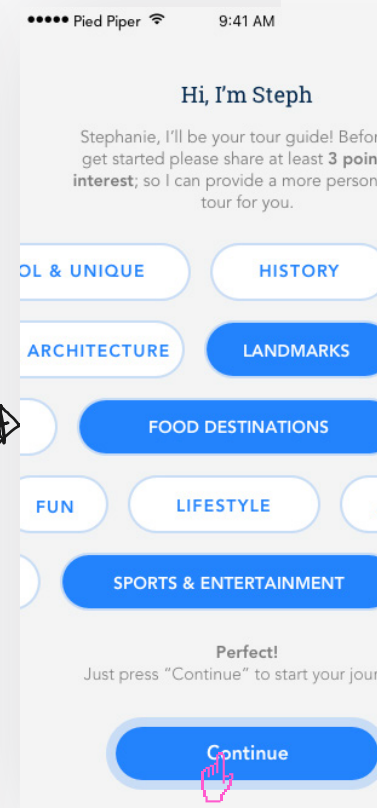 Pied Piper 9:41 AM
Hi, I'm Steph
Stephanie, I'll be your tour guide! Befor
get started please share at least 3 poin
interest; so I can provide a more person
tour for you.
OL & UNIQUE HISTORY
ARCHITECTURE LANDMARKS
FOOD DESTINATIONS
FUN LIFESTYLE
SPORTS & ENTERTAINMENT
Perfect!
Just press "Continue" to start your jour
Continue